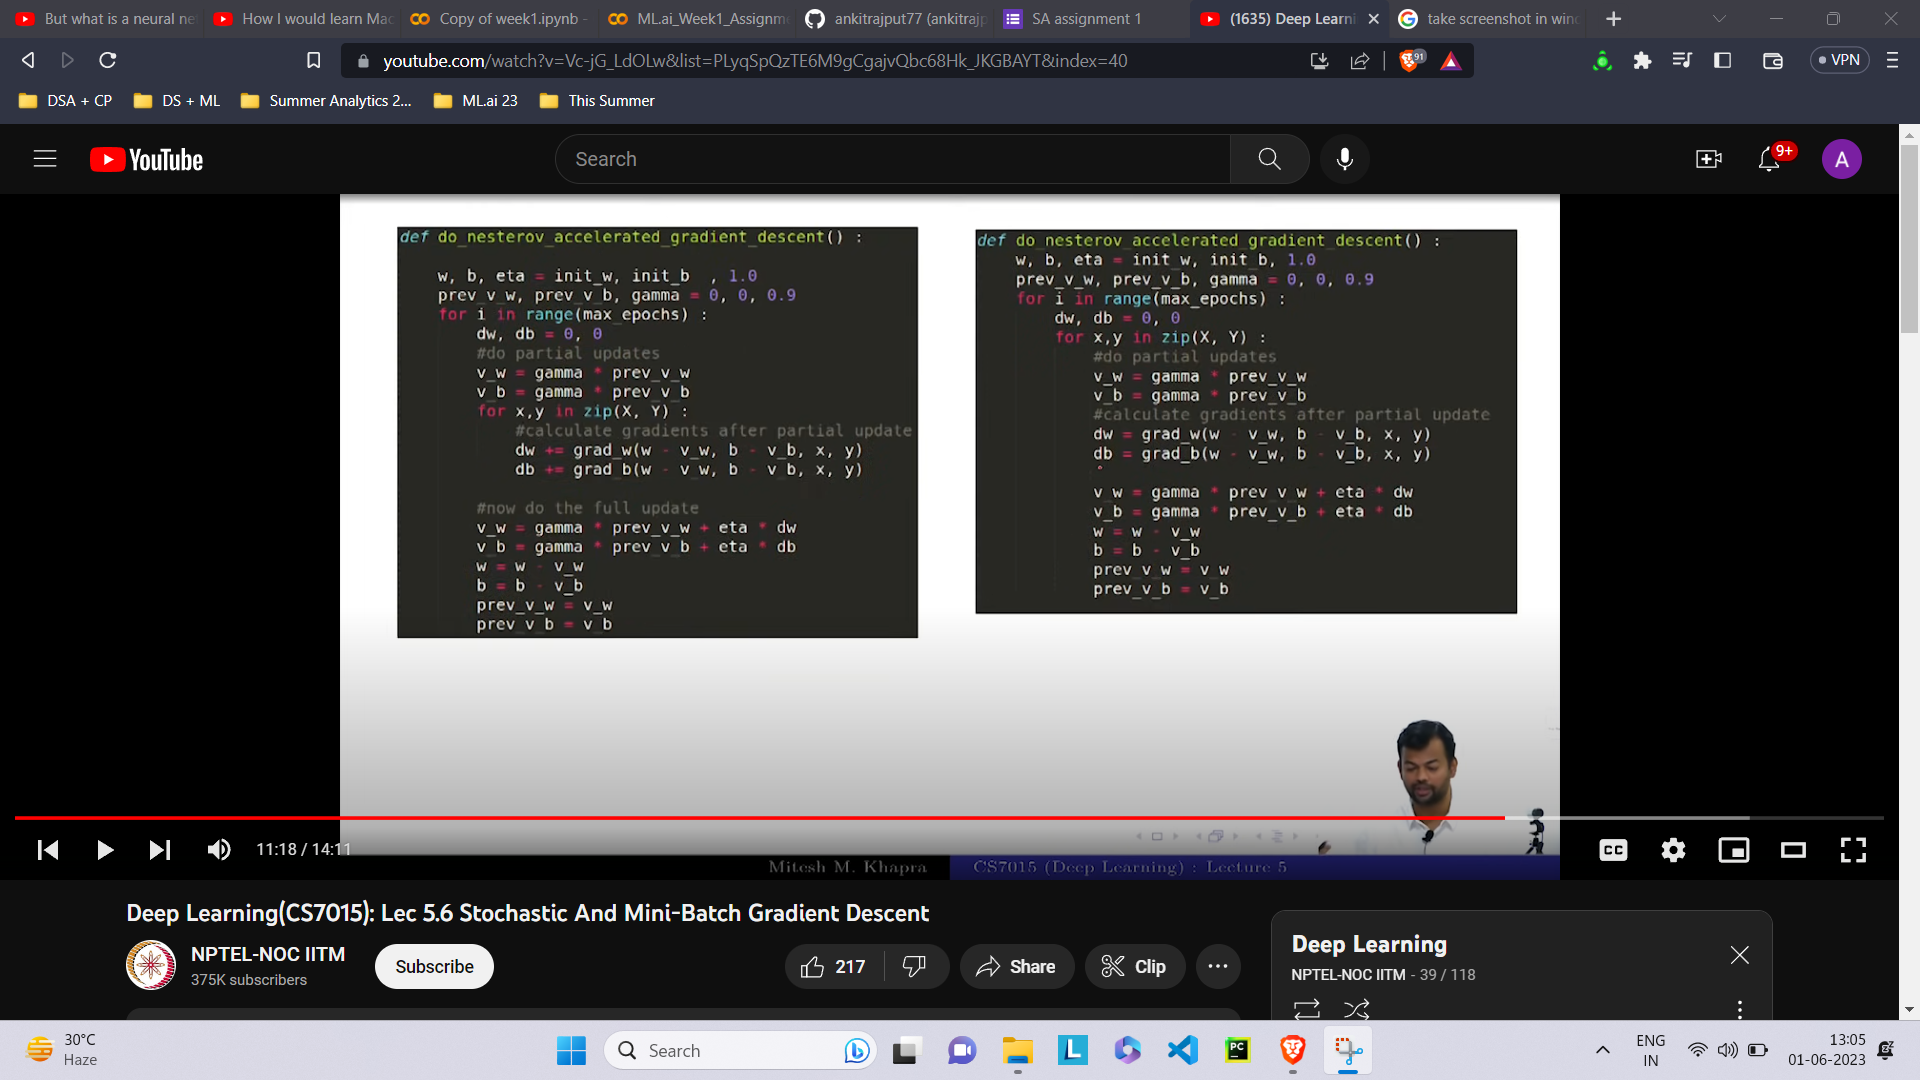 But what is a neural ne
How I would learn Mac
Copy of week1.ipynb -
ML.ai_Week1_Assignm
ankitrajput77 (ankitrajp
SA assignment 1
(1635) Deep Learni
take screenshot in win
youtube.com/watch?v=Vc-jG_LdOLw&list=PLyqSpQzTE6M9gCgajvQbc68Hk_JKGBAYT&index=40
91
VPN
DSA + CP
DS + ML
Summer Analytics 2...
ML.ai 23
This Summer
YouTube
Search
9+
A
def do_nesterov_accelerated_gradient_descent() :
w, b, eta = init_w, init_b , 1.0
prev_v_w, prev_v_b, gamma = 0, 0, 0.9
for i in range(max_epochs) :
dw, db = 0, 0
#do partial updates
v_w = gamma * prev_v_w
v_b = gamma * prev_v_b
for x,y in zip(X, Y) :
#calculate gradients after partial update
dw += grad_w(w - v_w, b - v_b, x, y)
db += grad_b(w - v_w, b - v_b, x, y)
#now do the full update
v_w = gamma * prev_v_w + eta * dw
v_b = gamma * prev_v_b + eta * db
w = w - v_w
b = b - v_b
prev_v_w = v_w
prev_v_b = v_b
def do_nesterov_accelerated_gradient_descent() :
w, b, eta = init_w, init_b, 1.0
prev_v_w, prev_v_b, gamma = 0, 0, 0.9
for i in range(max_epochs) :
dw, db = 0, 0
for x,y in zip(X, Y) :
#do partial updates
v_w = gamma * prev_v_w
v_b = gamma * prev_v_b
#calculate gradients after partial update
dw = grad_w(w - v_w, b - v_b, x, y)
db = grad_b(w - v_w, b - v_b, x, y)
v_w = gamma * prev_v_w + eta * dw
v_b = gamma * prev_v_b + eta * db
w = w - v_w
b = b - v_b
prev_v_w = v_w
prev_v_b = v_b
11:18 / 14:11
CC
Mitesh M. Khapra
CS7015 (Deep Learning) : Lecture 5
Deep Learning(CS7015): Lec 5.6 Stochastic And Mini-Batch Gradient Descent
NPTEL-NOC IITM
375K subscribers
Subscribe
217
Share
Clip
Deep Learning
NPTEL-NOC IITM - 39 / 118
30°C
Haze
Search
L
PC
ENG
IN
13:05
01-06-2023